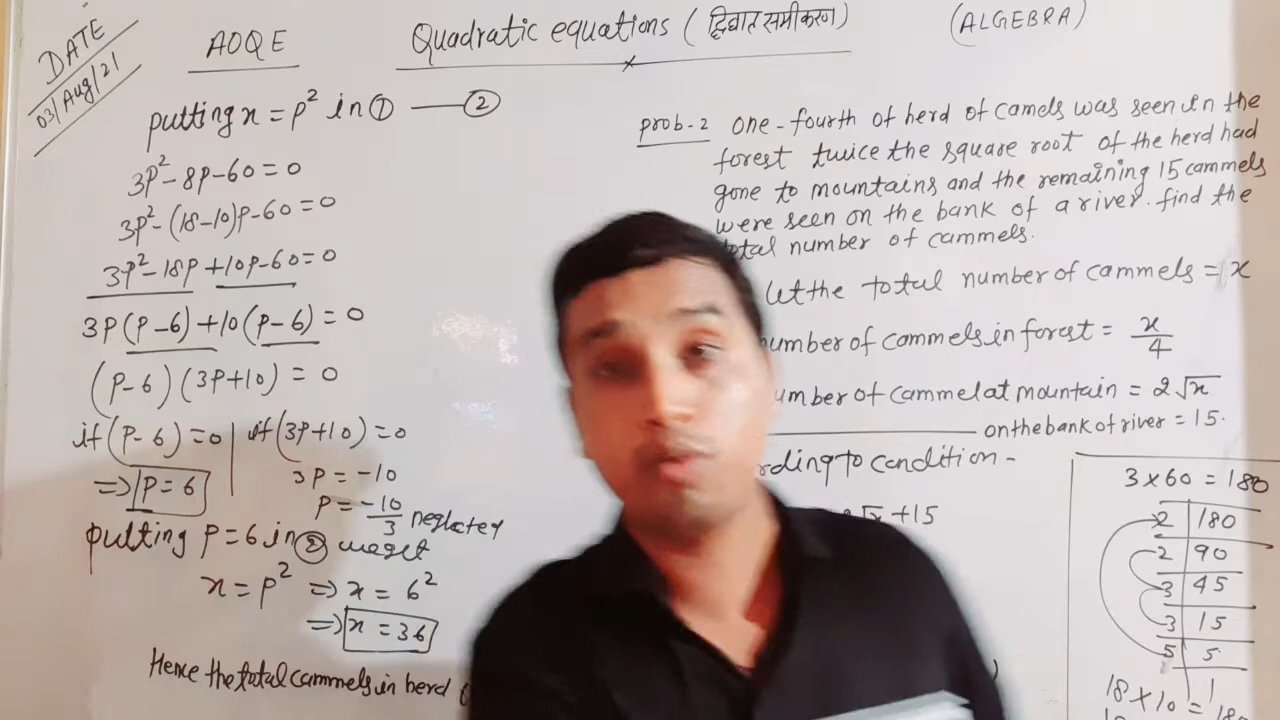 DATE
03/Aug/21
AOQE
Quadratic equations (द्विघात समीकरण)
(ALGEBRA)
putting x = p² in ① —— ②
3p² - 8p - 60 = 0
3p² - (18-10)p - 60 = 0
3p² - 18p + 10p - 60 = 0
3p(p-6) + 10(p-6) = 0
(p-6) (3p+10) = 0
if (p-6) = 0 | if (3p+10) = 0
⇒ p = 6
3p = -10
p = -10/3 neglated
putting p = 6 in ② we get
x = p² ⇒ x = 6²
⇒ x = 36
Hence the total cammels in herd (
prob-2 one-fourth of herd of camels was seen in the
forest twice the square root of the herd had
gone to mountains and the remaining 15 cammels
were seen on the bank of a river. find the
total number of cammels.
let the total number of cammels = x
number of cammels in forest = x/4
umber of cammel at mountain = 2√x
on the bank of river = 15.
rding to condition -
2√x + 15
3 × 60 = 180
2 | 180
2 | 90
3 | 45
3 | 15
5 | 5
1
18 × 10 = 180